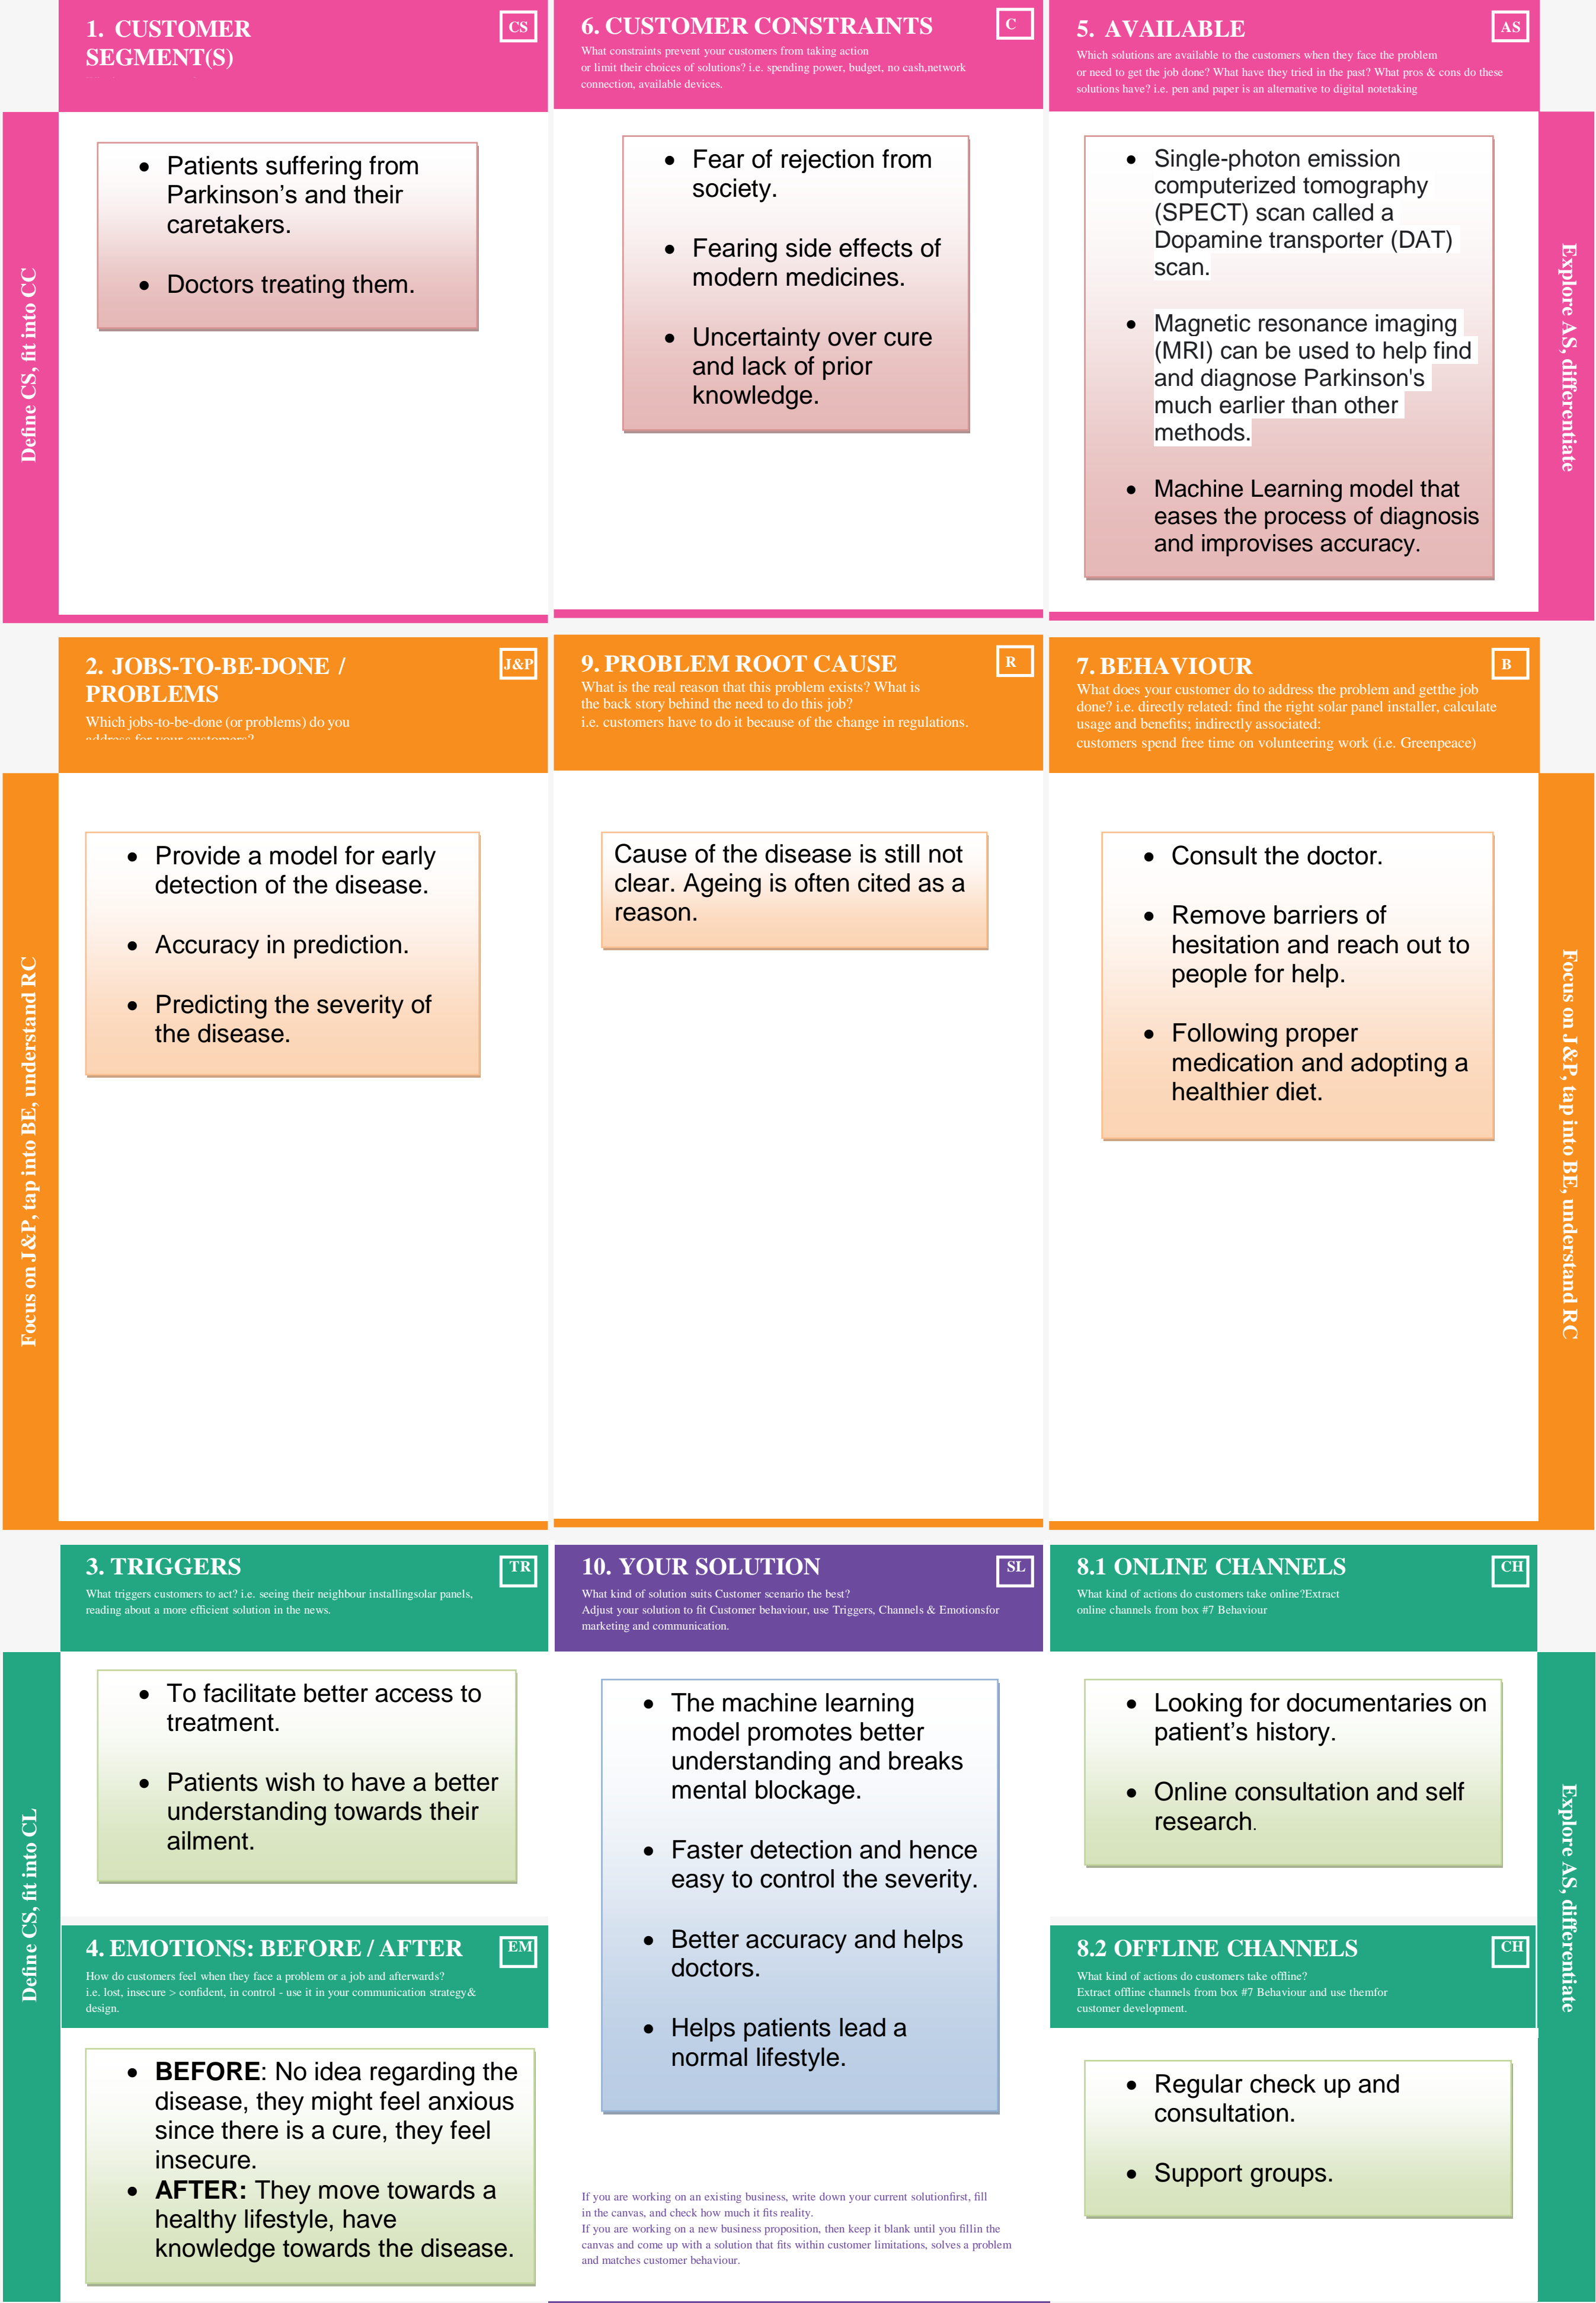 1. CUSTOMER
SEGMENT(S)
CS
Define CS, fit into CC
• Patients suffering from
Parkinson’s and their
caretakers.
• Doctors treating them.
6. CUSTOMER CONSTRAINTS
C
What constraints prevent your customers from taking action
or limit their choices of solutions? i.e. spending power, budget, no cash,network
connection, available devices.
• Fear of rejection from
society.
• Fearing side effects of
modern medicines.
• Uncertainty over cure
and lack of prior
knowledge.
5. AVAILABLE
AS
Which solutions are available to the customers when they face the problem
or need to get the job done? What have they tried in the past? What pros & cons do these
solutions have? i.e. pen and paper is an alternative to digital notetaking
• Single-photon emission
computerized tomography
(SPECT) scan called a
Dopamine transporter (DAT)
scan.
• Magnetic resonance imaging
(MRI) can be used to help find
and diagnose Parkinson's
much earlier than other
methods.
• Machine Learning model that
eases the process of diagnosis
and improvises accuracy.
Explore AS, differentiate
2. JOBS-TO-BE-DONE /
PROBLEMS
J&P
Which jobs-to-be-done (or problems) do you
address for your customers?
Focus on J&P, tap into BE, understand RC
• Provide a model for early
detection of the disease.
• Accuracy in prediction.
• Predicting the severity of
the disease.
9. PROBLEM ROOT CAUSE
R
What is the real reason that this problem exists? What is
the back story behind the need to do this job?
i.e. customers have to do it because of the change in regulations.
Cause of the disease is still not
clear. Ageing is often cited as a
reason.
7. BEHAVIOUR
B
What does your customer do to address the problem and getthe job
done? i.e. directly related: find the right solar panel installer, calculate
usage and benefits; indirectly associated:
customers spend free time on volunteering work (i.e. Greenpeace)
• Consult the doctor.
• Remove barriers of
hesitation and reach out to
people for help.
• Following proper
medication and adopting a
healthier diet.
Focus on J&P, tap into BE, understand RC
3. TRIGGERS
TR
What triggers customers to act? i.e. seeing their neighbour installingsolar panels,
reading about a more efficient solution in the news.
Define CS, fit into CL
• To facilitate better access to
treatment.
• Patients wish to have a better
understanding towards their
ailment.
4. EMOTIONS: BEFORE / AFTER
EM
How do customers feel when they face a problem or a job and afterwards?
i.e. lost, insecure > confident, in control - use it in your communication strategy&
design.
• BEFORE: No idea regarding the
disease, they might feel anxious
since there is a cure, they feel
insecure.
• AFTER: They move towards a
healthy lifestyle, have
knowledge towards the disease.
10. YOUR SOLUTION
SL
What kind of solution suits Customer scenario the best?
Adjust your solution to fit Customer behaviour, use Triggers, Channels & Emotionsfor
marketing and communication.
• The machine learning
model promotes better
understanding and breaks
mental blockage.
• Faster detection and hence
easy to control the severity.
• Better accuracy and helps
doctors.
• Helps patients lead a
normal lifestyle.
If you are working on an existing business, write down your current solutionfirst, fill
in the canvas, and check how much it fits reality.
If you are working on a new business proposition, then keep it blank until you fillin the
canvas and come up with a solution that fits within customer limitations, solves a problem
and matches customer behaviour.
8.1 ONLINE CHANNELS
CH
What kind of actions do customers take online?Extract
online channels from box #7 Behaviour
• Looking for documentaries on
patient’s history.
• Online consultation and self
research.
Explore AS, differentiate
8.2 OFFLINE CHANNELS
CH
What kind of actions do customers take offline?
Extract offline channels from box #7 Behaviour and use themfor
customer development.
• Regular check up and
consultation.
• Support groups.